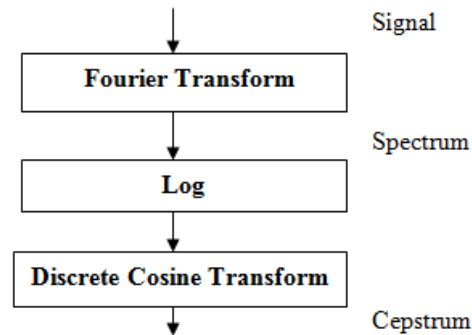 Signal
Fourier Transform
Spectrum
Log
Discrete Cosine Transform
Cepstrum